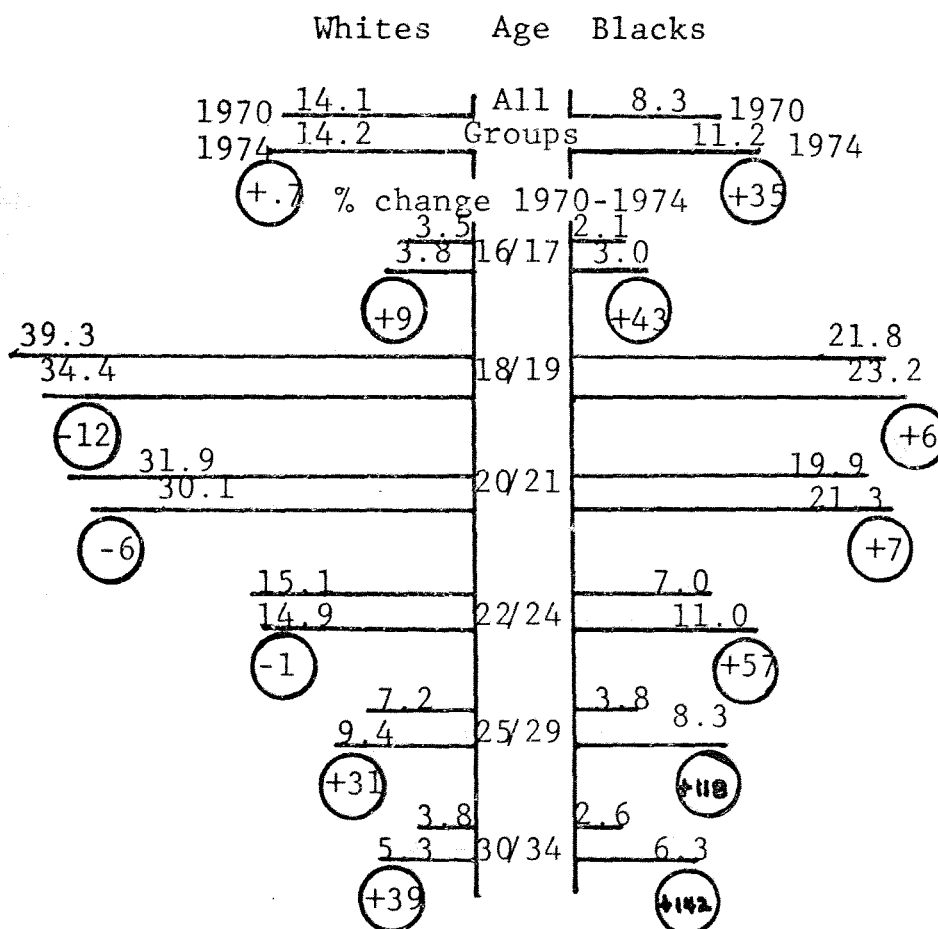 Whites Age Blacks
1970 14.1 All 8.3 1970
1974 14.2 Groups 11.2 1974
+.7 % change 1970-1974 +35
3.5 2.1
3.8 16/17 3.0
+9 +43
39.3 21.8
34.4 18/19 23.2
-12 +6
31.9 19.9
30.1 20/21 21.3
-6 +7
15.1 7.0
14.9 22/24 11.0
-1 +57
7.2 3.8
9.4 25/29 8.3
+31 +118
3.8 2.6
5.3 30/34 6.3
+39 +142